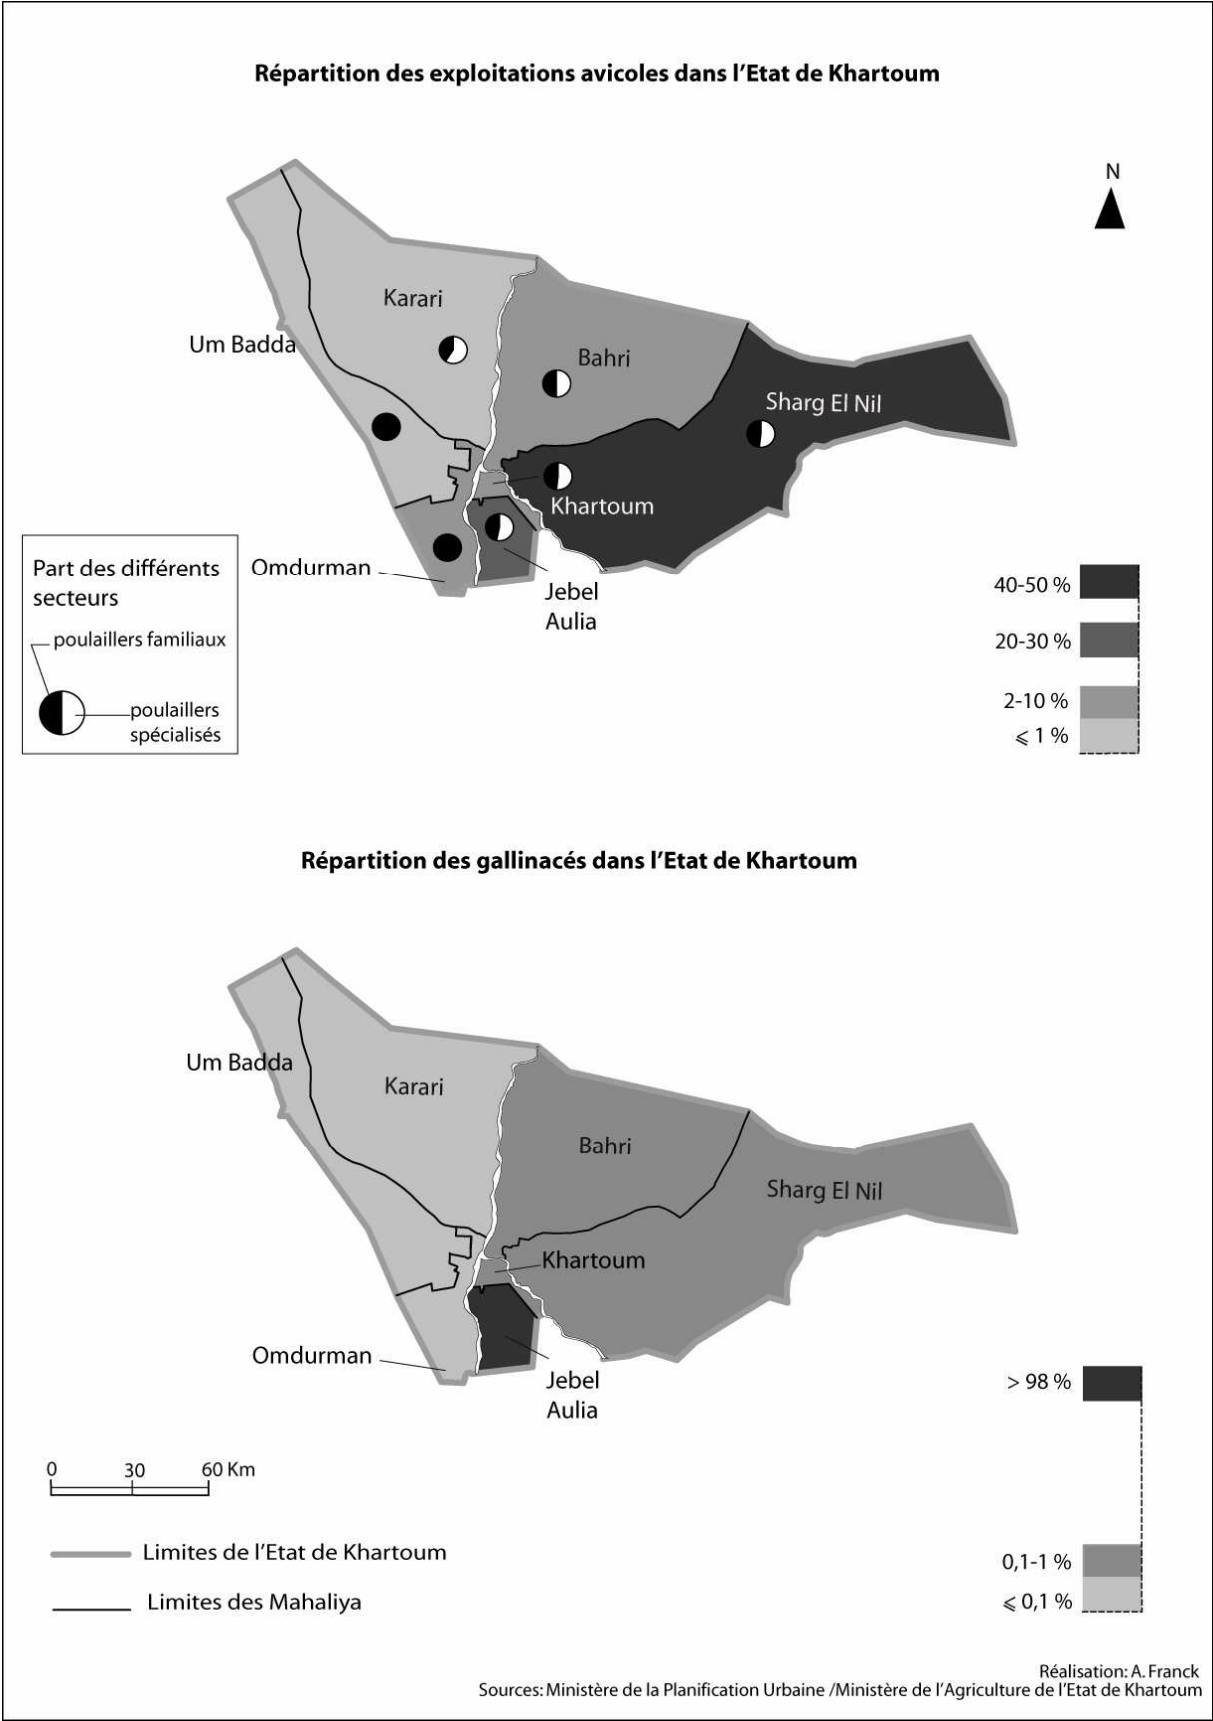 Répartition des exploitations avicoles dans l'Etat de Khartoum
N
Karari
Um Badda
Bahri
Sharg El Nil
Khartoum
Omdurman
Jebel
Aulia
Part des différents
secteurs
poulaillers familiaux
poulaillers
spécialisés
40-50 %
20-30 %
2-10 %
⩽ 1 %
Répartition des gallinacés dans l'Etat de Khartoum
Um Badda
Karari
Bahri
Sharg El Nil
Khartoum
Omdurman
Jebel
Aulia
> 98 %
0,1-1 %
⩽ 0,1 %
0 30 60 Km
Limites de l'Etat de Khartoum
Limites des Mahaliya
Réalisation: A. Franck
Sources: Ministère de la Planification Urbaine /Ministère de l'Agriculture de l'Etat de Khartoum